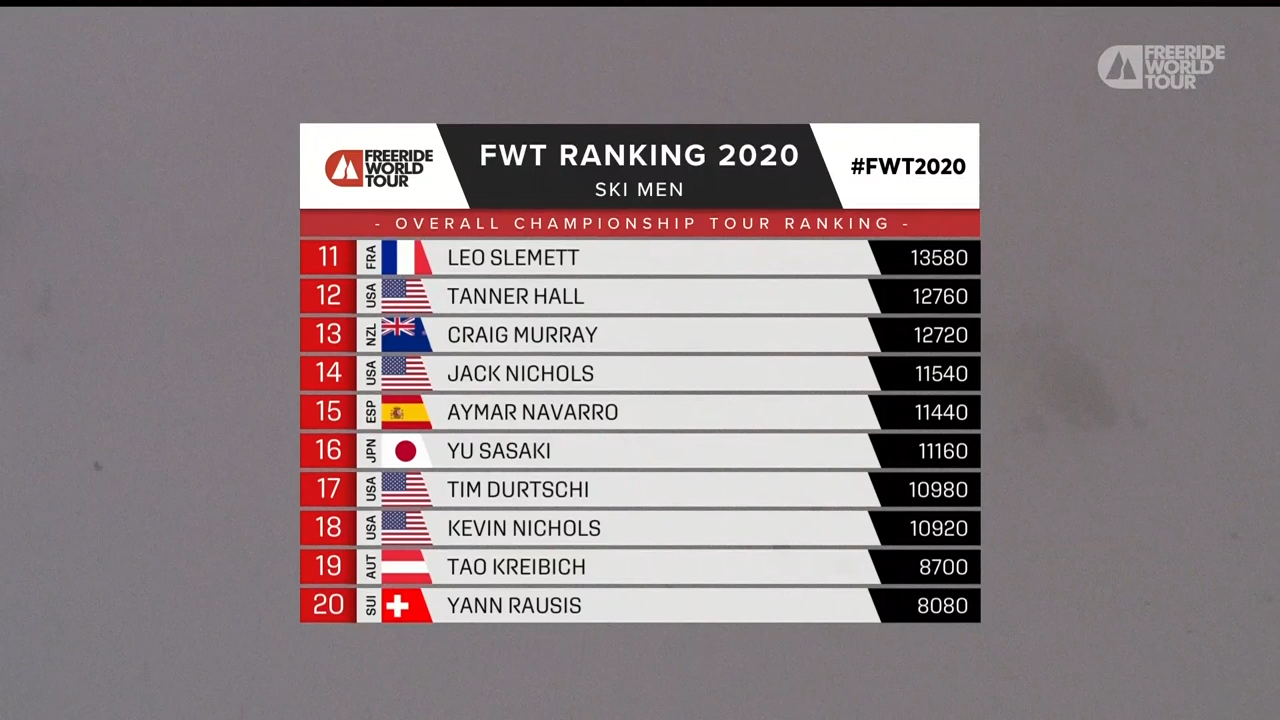 FREERIDE
WORLD
TOUR
FREERIDE
WORLD
TOUR
FWT RANKING 2020
SKI MEN
#FWT2020
- OVERALL CHAMPIONSHIP TOUR RANKING -
11 FRA LEO SLEMETT 13580
12 USA TANNER HALL 12760
13 NZL CRAIG MURRAY 12720
14 USA JACK NICHOLS 11540
15 ESP AYMAR NAVARRO 11440
16 JPN YU SASAKI 11160
17 USA TIM DURTSCHI 10980
18 USA KEVIN NICHOLS 10920
19 AUT TAO KREIBICH 8700
20 SUI YANN RAUSIS 8080